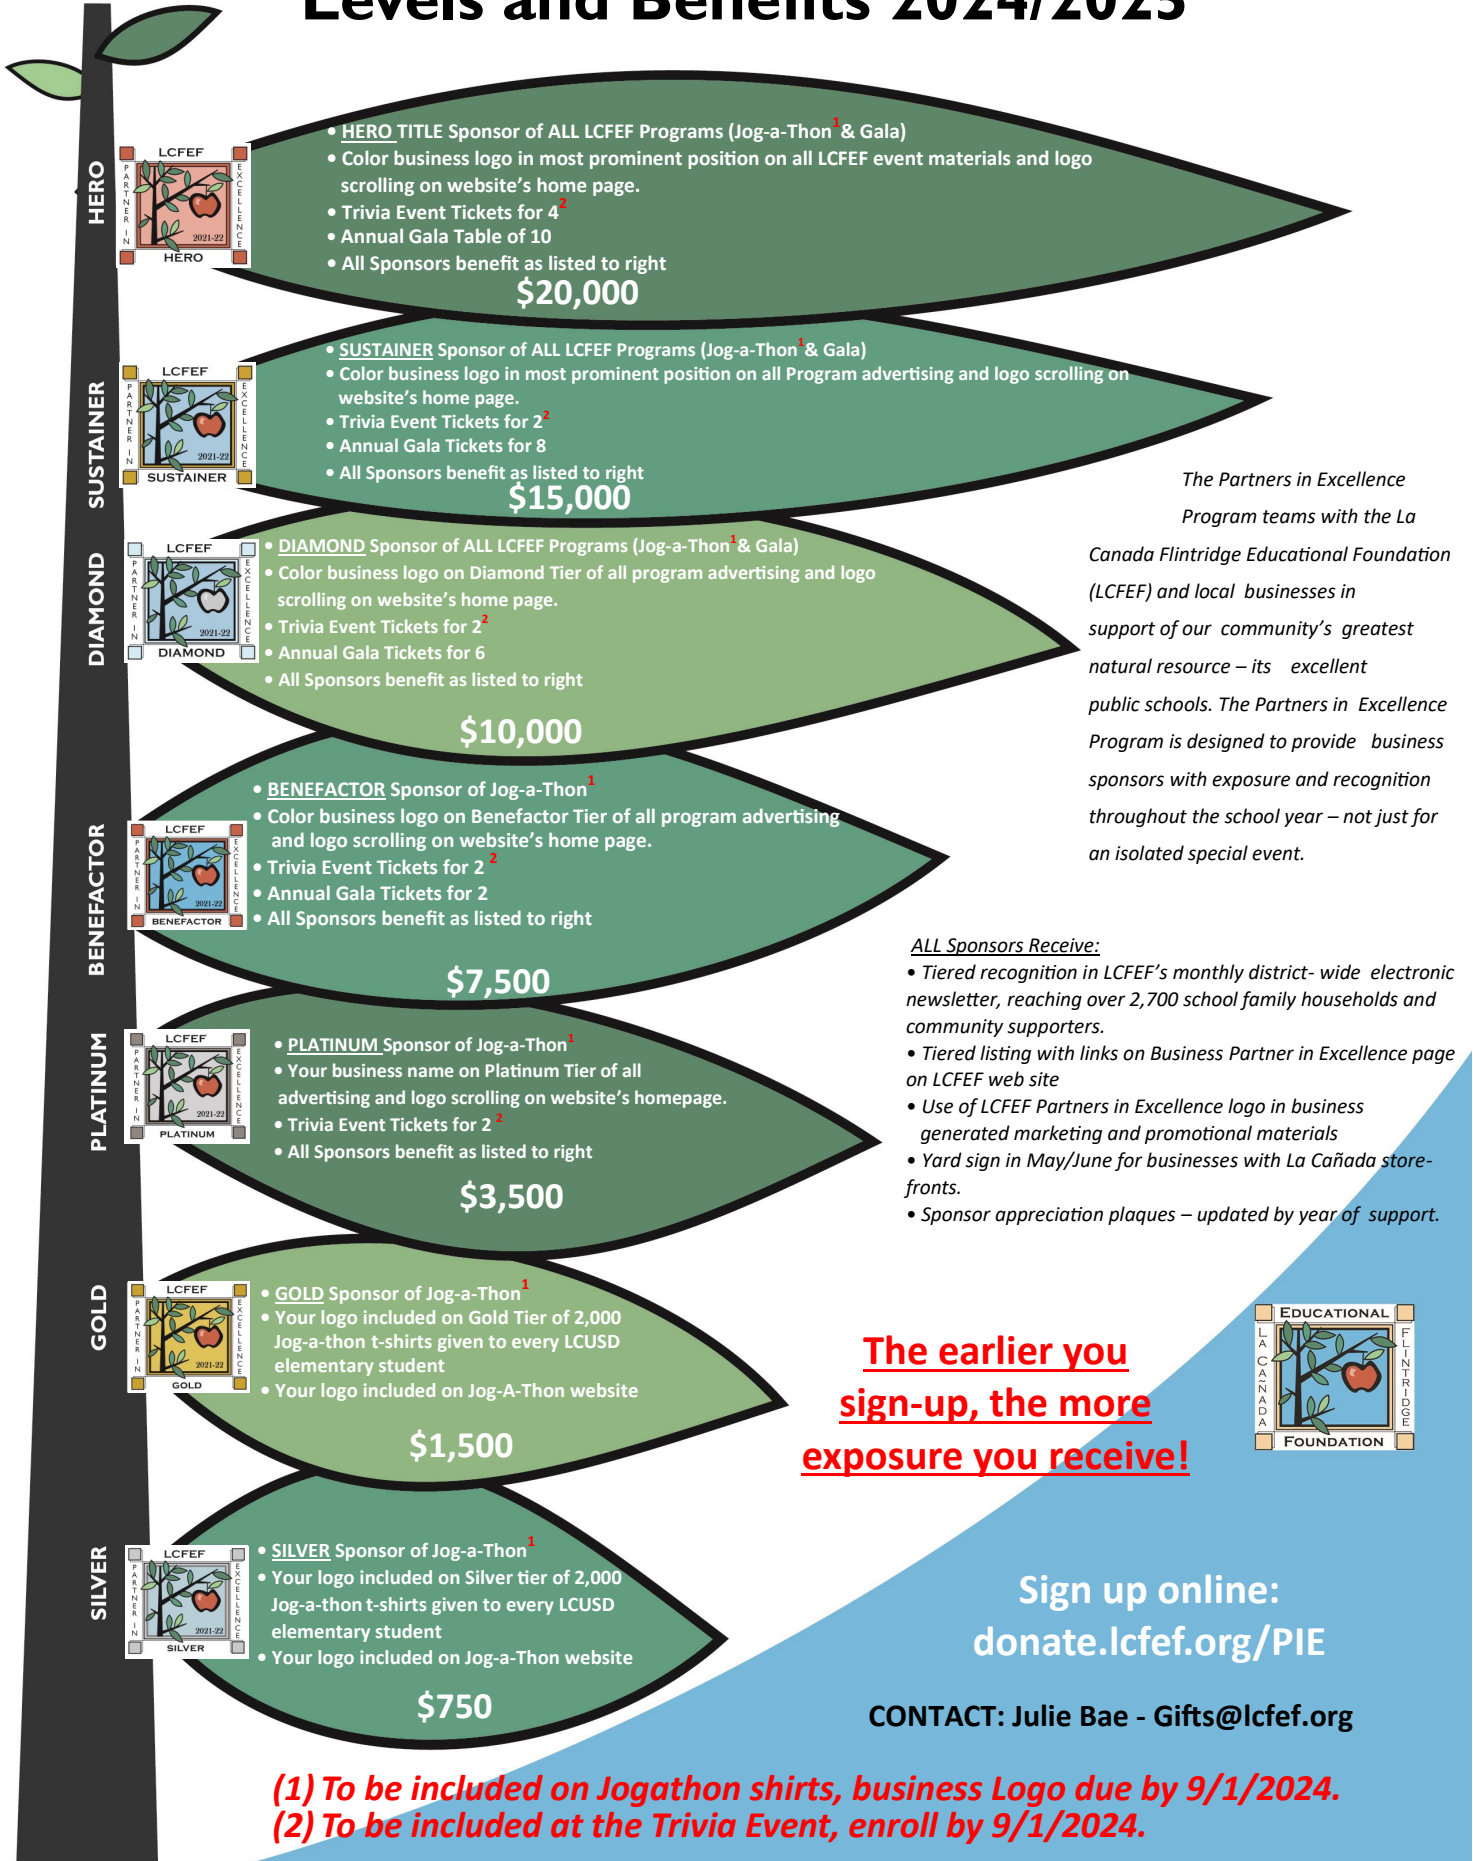 Levels and Benefits 2024/2025
HERO
LCFEF
PARTNER IN
EXCELLENCE
2021-22
HERO
• HERO TITLE Sponsor of ALL LCFEF Programs (Jog-a-Thon1 & Gala)
• Color business logo in most prominent position on all LCFEF event materials and logo
scrolling on website's home page.
• Trivia Event Tickets for 4 2
• Annual Gala Table of 10
• All Sponsors benefit as listed to right
$20,000
SUSTAINER
LCFEF
PARTNER IN
EXCELLENCE
2021-22
SUSTAINER
• SUSTAINER Sponsor of ALL LCFEF Programs (Jog-a-Thon1 & Gala)
• Color business logo in most prominent position on all Program advertising and logo scrolling on
website's home page.
• Trivia Event Tickets for 2 2
• Annual Gala Tickets for 8
• All Sponsors benefit as listed to right
$15,000
DIAMOND
LCFEF
PARTNER IN
EXCELLENCE
2021-22
DIAMOND
• DIAMOND Sponsor of ALL LCFEF Programs (Jog-a-Thon1 & Gala)
• Color business logo on Diamond Tier of all program advertising and logo
scrolling on website's home page.
• Trivia Event Tickets for 2 2
• Annual Gala Tickets for 6
• All Sponsors benefit as listed to right
$10,000
BENEFACTOR
LCFEF
PARTNER IN
EXCELLENCE
2021-22
BENEFACTOR
• BENEFACTOR Sponsor of Jog-a-Thon1
• Color business logo on Benefactor Tier of all program advertising
and logo scrolling on website's home page.
• Trivia Event Tickets for 2 2
• Annual Gala Tickets for 2
• All Sponsors benefit as listed to right
$7,500
PLATINUM
LCFEF
PARTNER IN
EXCELLENCE
2021-22
PLATINUM
• PLATINUM Sponsor of Jog-a-Thon1
• Your business name on Platinum Tier of all
advertising and logo scrolling on website's homepage.
• Trivia Event Tickets for 2 2
• All Sponsors benefit as listed to right
$3,500
GOLD
LCFEF
PARTNER IN
EXCELLENCE
2021-22
GOLD
• GOLD Sponsor of Jog-a-Thon1
• Your logo included on Gold Tier of 2,000
Jog-a-thon t-shirts given to every LCUSD
elementary student
• Your logo included on Jog-A-Thon website
$1,500
SILVER
LCFEF
PARTNER IN
EXCELLENCE
2021-22
SILVER
• SILVER Sponsor of Jog-a-Thon1
• Your logo included on Silver tier of 2,000
Jog-a-thon t-shirts given to every LCUSD
elementary student
• Your logo included on Jog-a-Thon website
$750
The Partners in Excellence
Program teams with the La
Canada Flintridge Educational Foundation
(LCFEF) and local businesses in
support of our community's greatest
natural resource – its excellent
public schools. The Partners in Excellence
Program is designed to provide business
sponsors with exposure and recognition
throughout the school year – not just for
an isolated special event.
ALL Sponsors Receive:
• Tiered recognition in LCFEF's monthly district- wide electronic
newsletter, reaching over 2,700 school family households and
community supporters.
• Tiered listing with links on Business Partner in Excellence page
on LCFEF web site
• Use of LCFEF Partners in Excellence logo in business
generated marketing and promotional materials
• Yard sign in May/June for businesses with La Cañada store-
fronts.
• Sponsor appreciation plaques – updated by year of support.
The earlier you
sign-up, the more
exposure you receive!
EDUCATIONAL
LA CAÑADA
FLINTRIDGE
FOUNDATION
Sign up online:
donate.lcfef.org/PIE
CONTACT: Julie Bae - Gifts@lcfef.org
(1) To be included on Jogathon shirts, business Logo due by 9/1/2024.
(2) To be included at the Trivia Event, enroll by 9/1/2024.